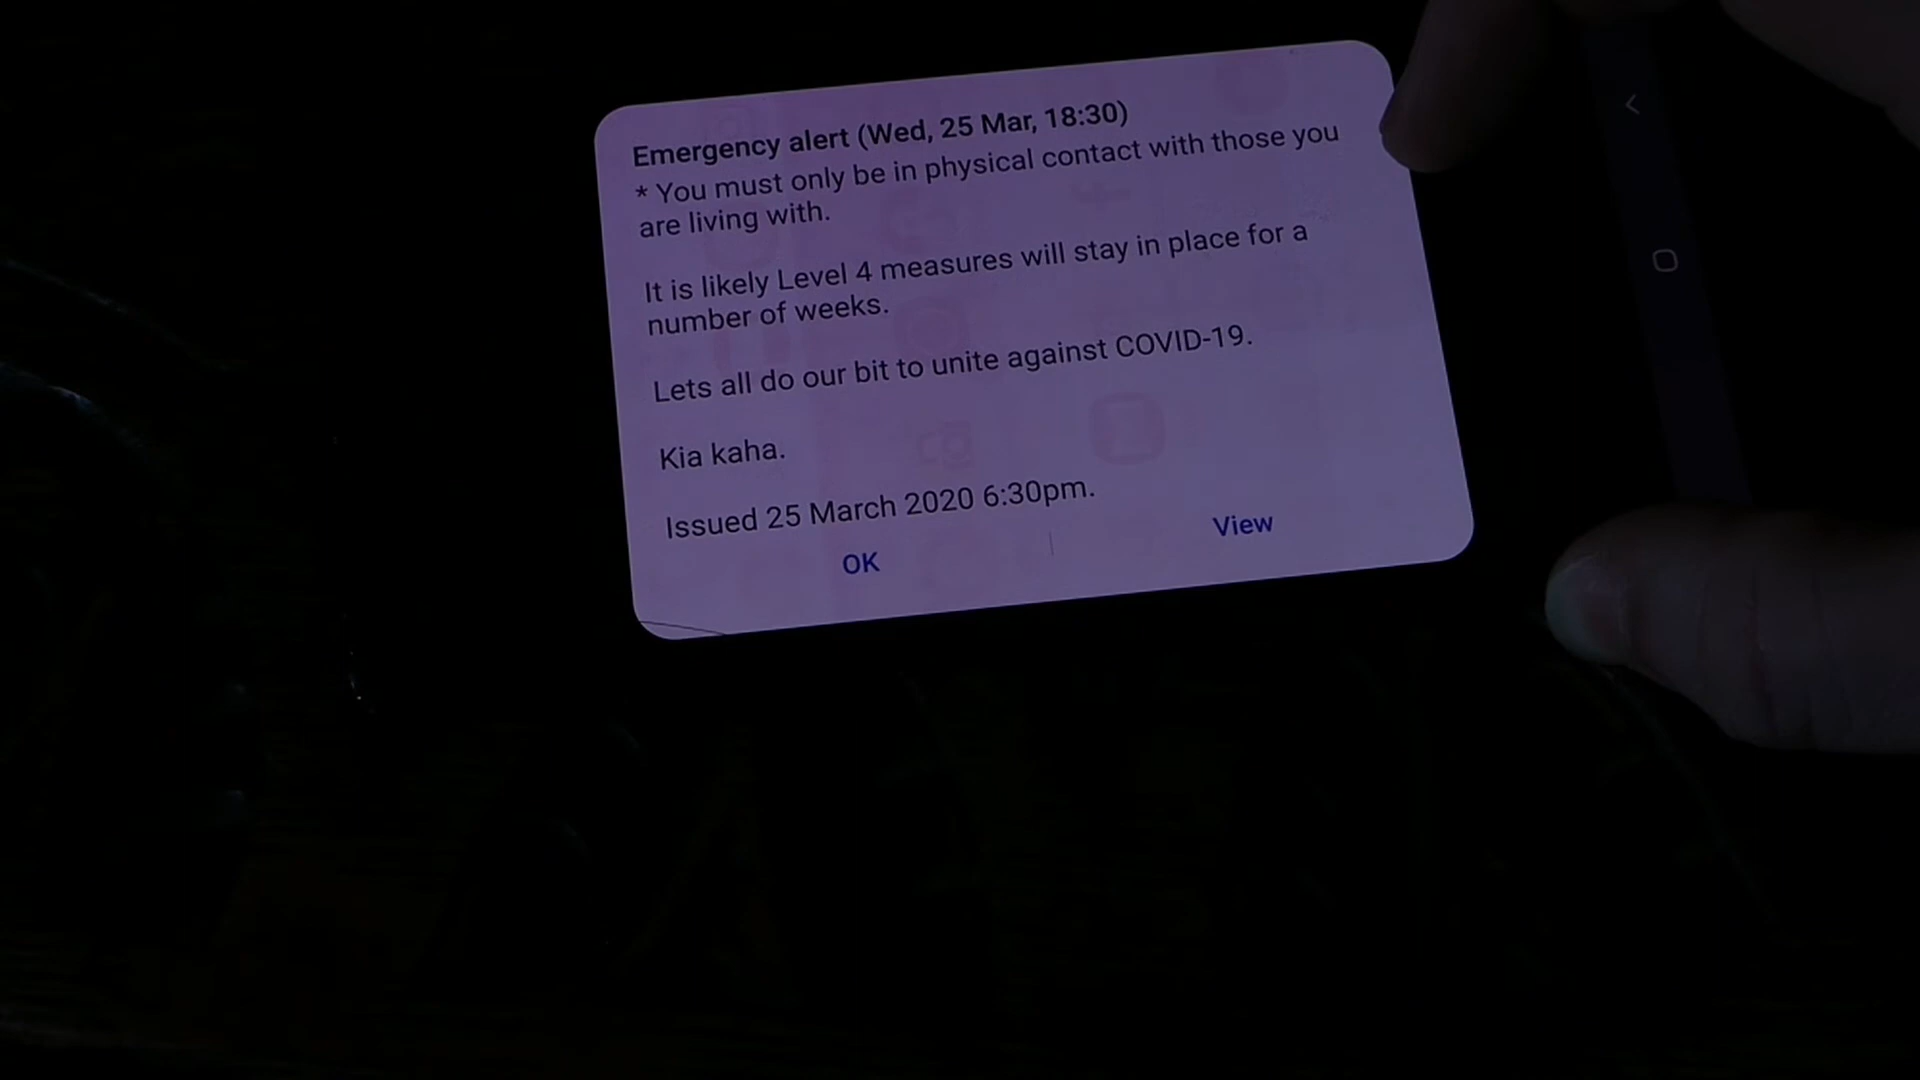 Emergency alert (Wed, 25 Mar, 18:30)
* You must only be in physical contact with those you
are living with.
It is likely Level 4 measures will stay in place for a
number of weeks.
Lets all do our bit to unite against COVID-19.
Kia kaha.
Issued 25 March 2020 6:30pm.
OK
View